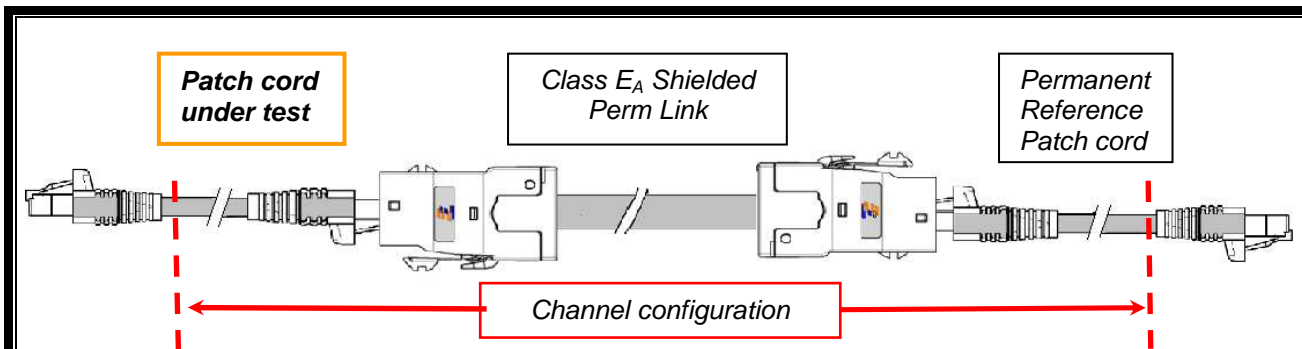 Patch cord
under test
Class EA Shielded
Perm Link
Permanent
Reference
Patch cord
Channel configuration